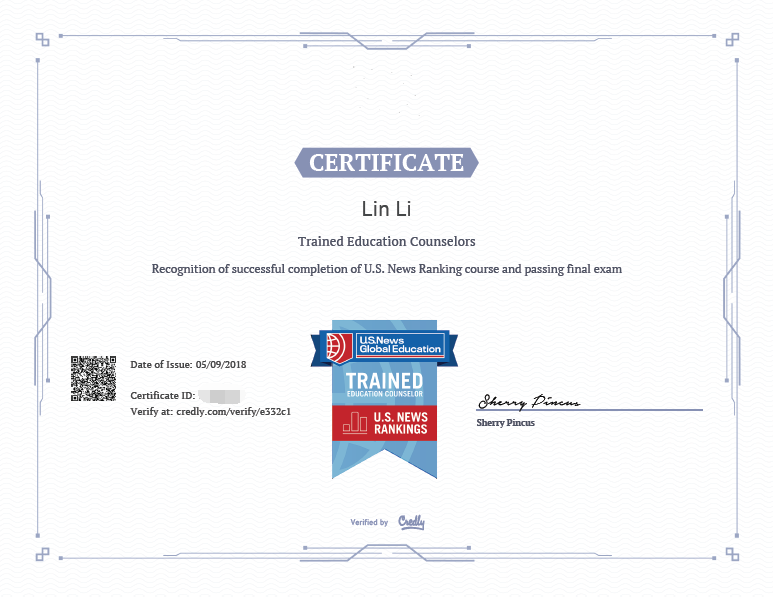 CERTIFICATE
Lin Li
Trained Education Counselors
Recognition of successful completion of U.S. News Ranking course and passing final exam
U.S.News
Global Education
TRAINED
EDUCATION COUNSELOR
U.S. NEWS
RANKINGS
Date of Issue: 05/09/2018
Certificate ID:
Verify at: credly.com/verify/e332c1
Sherry Pincus
Sherry Pincus
Verified by Credly